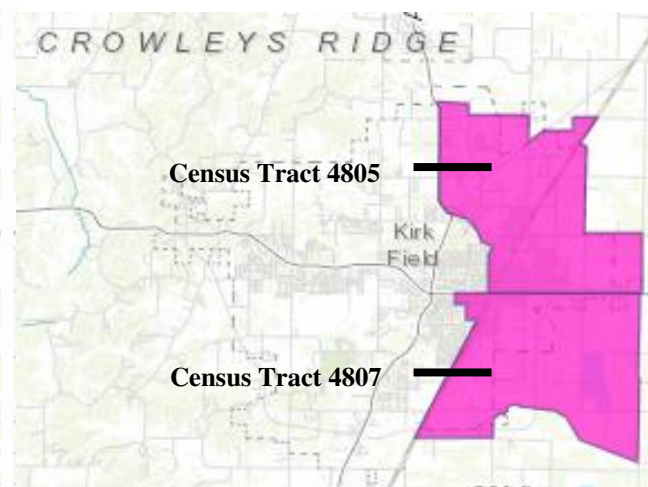 CROWLEYS RIDGE
Census Tract 4805
Kirk
Field
Census Tract 4807